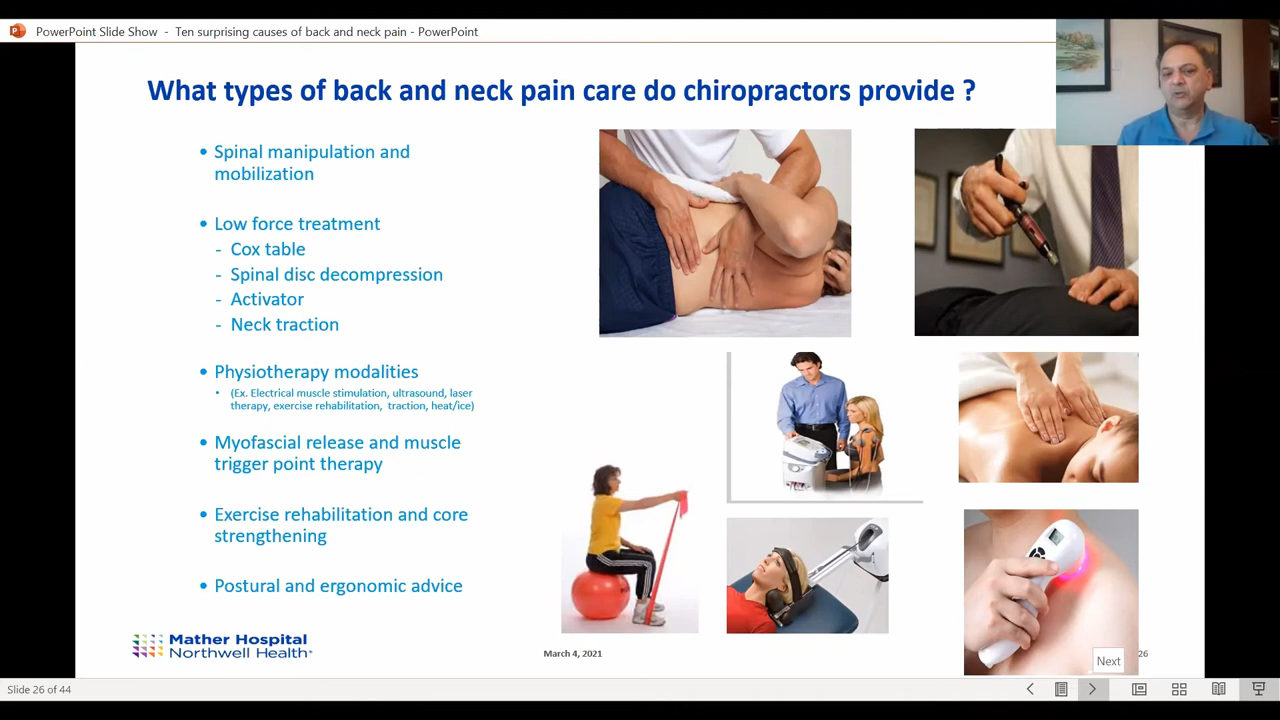 PowerPoint Slide Show - Ten surprising causes of back and neck pain - PowerPoint
What types of back and neck pain care do chiropractors provide ?
• Spinal manipulation and
mobilization
• Low force treatment
- Cox table
- Spinal disc decompression
- Activator
- Neck traction
• Physiotherapy modalities
• (Ex. Electrical muscle stimulation, ultrasound, laser
therapy, exercise rehabilitation, traction, heat/ice)
• Myofascial release and muscle
trigger point therapy
• Exercise rehabilitation and core
strengthening
• Postural and ergonomic advice
Mather Hospital
Northwell Health
March 4, 2021
Next
26
Slide 26 of 44